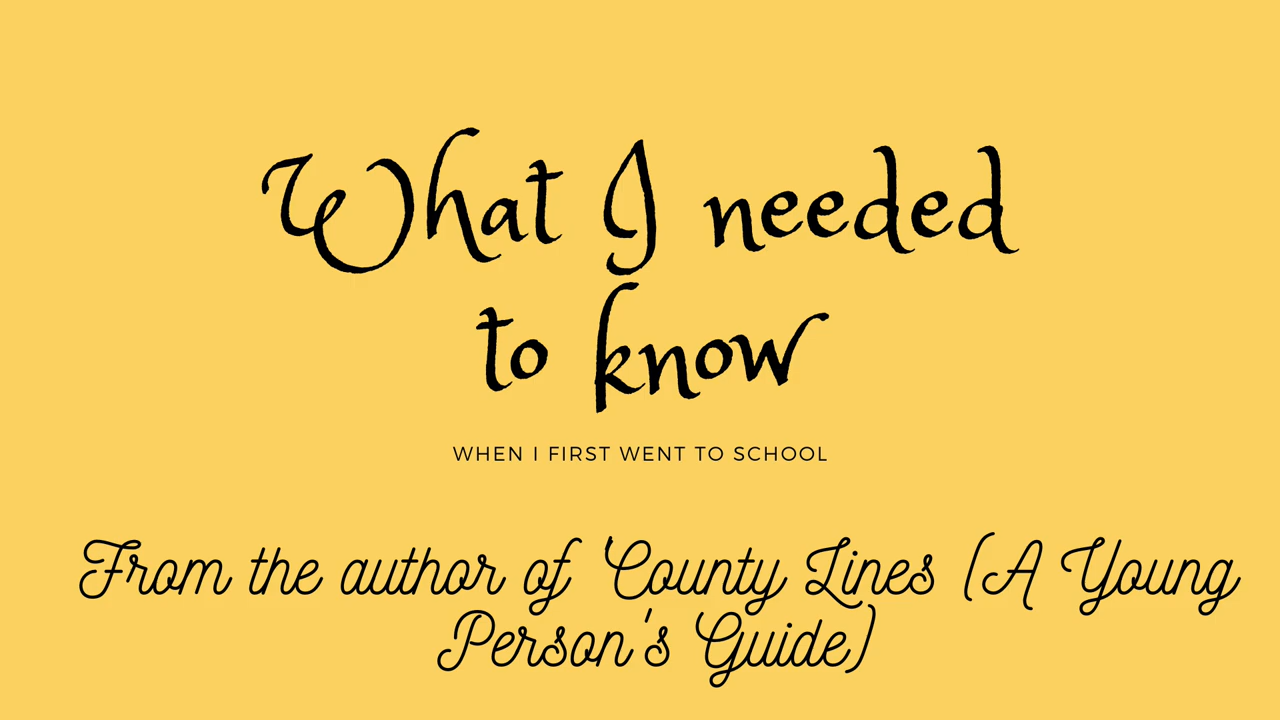 What I needed
to know
WHEN I FIRST WENT TO SCHOOL
From the author of 'County Lines (A Young
Person's Guide)